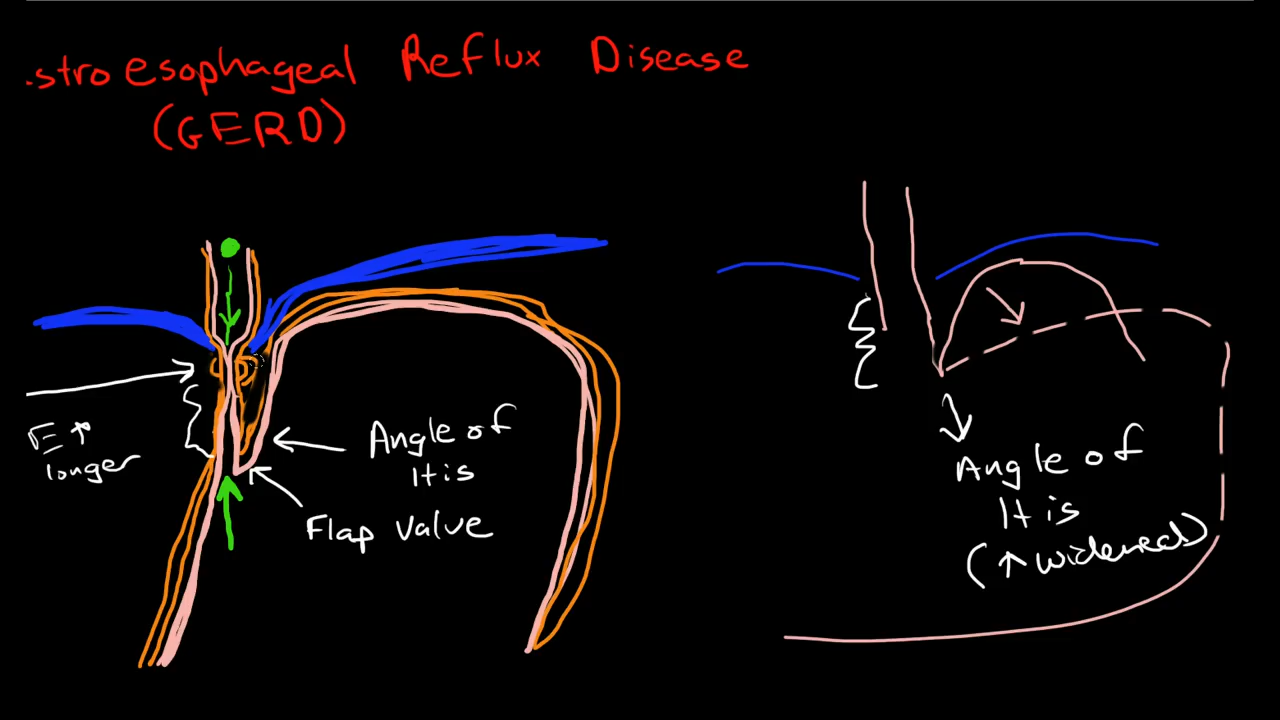 .stroesophageal Reflux Disease
(GERD)
E↑
longer
Angle of
His
Flap Valve
Angle of
His
(↑ widened)